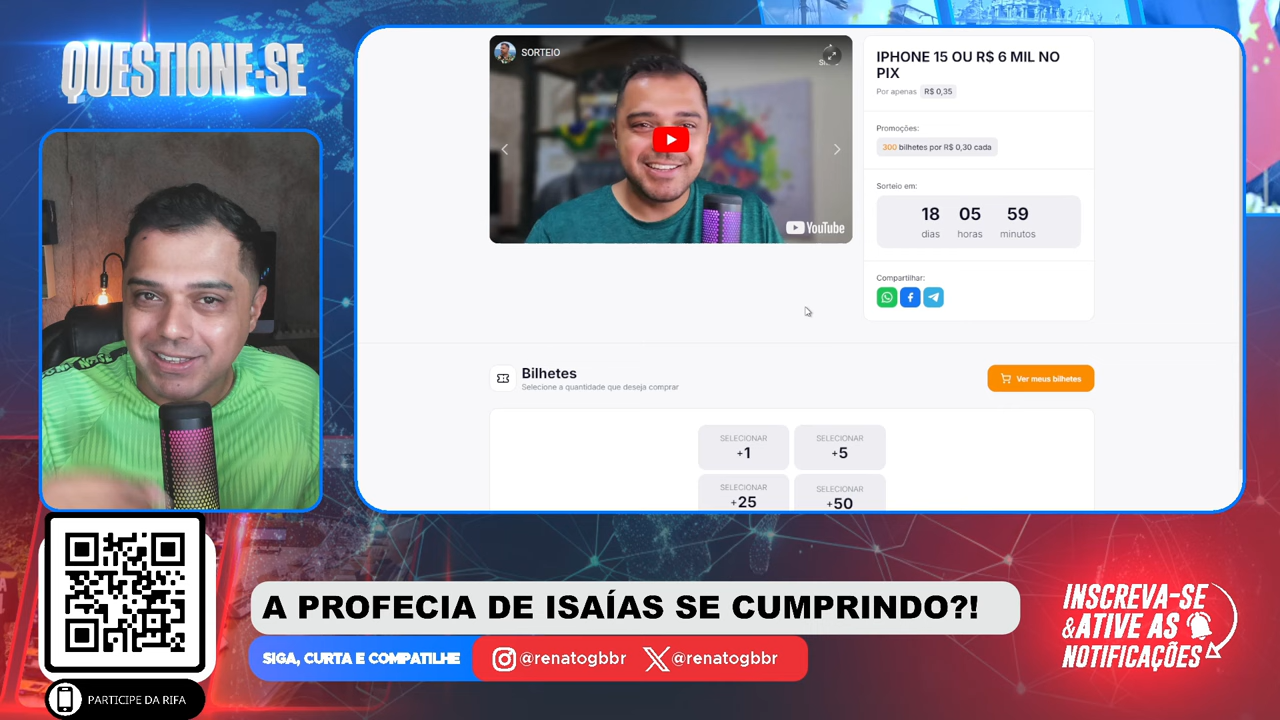 QUESTIONE-SE
SORTEIO
YouTube
IPHONE 15 OU R$ 6 MIL NO
PIX
Por apenas R$ 0,35
Promoções:
300 bilhetes por R$ 0,30 cada
Sorteio em:
18 05 59
dias horas minutos
Compartilhar:
Bilhetes
Selecione a quantidade que deseja comprar
Ver meus bilhetes
SELECIONAR SELECIONAR
+1 +5
SELECIONAR SELECIONAR
+25 +50
A PROFECIA DE ISAÍAS SE CUMPRINDO?!
SIGA, CURTA E COMPATILHE @renatogbbr @renatogbbr
INSCREVA-SE
&ATIVE AS
NOTIFICAÇÕES
PARTICIPE DA RIFA